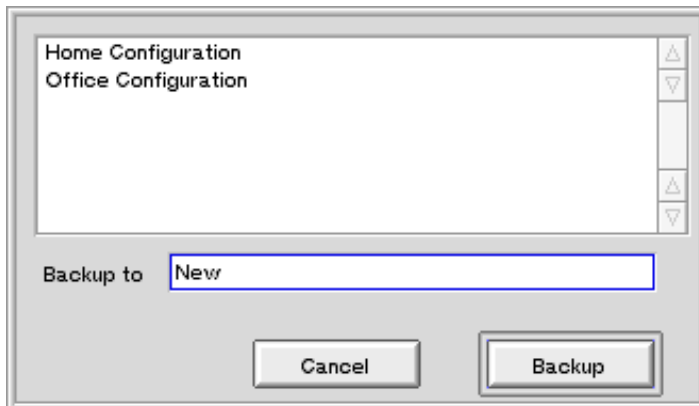 Home Configuration
Office Configuration
Backup to New
Cancel Backup